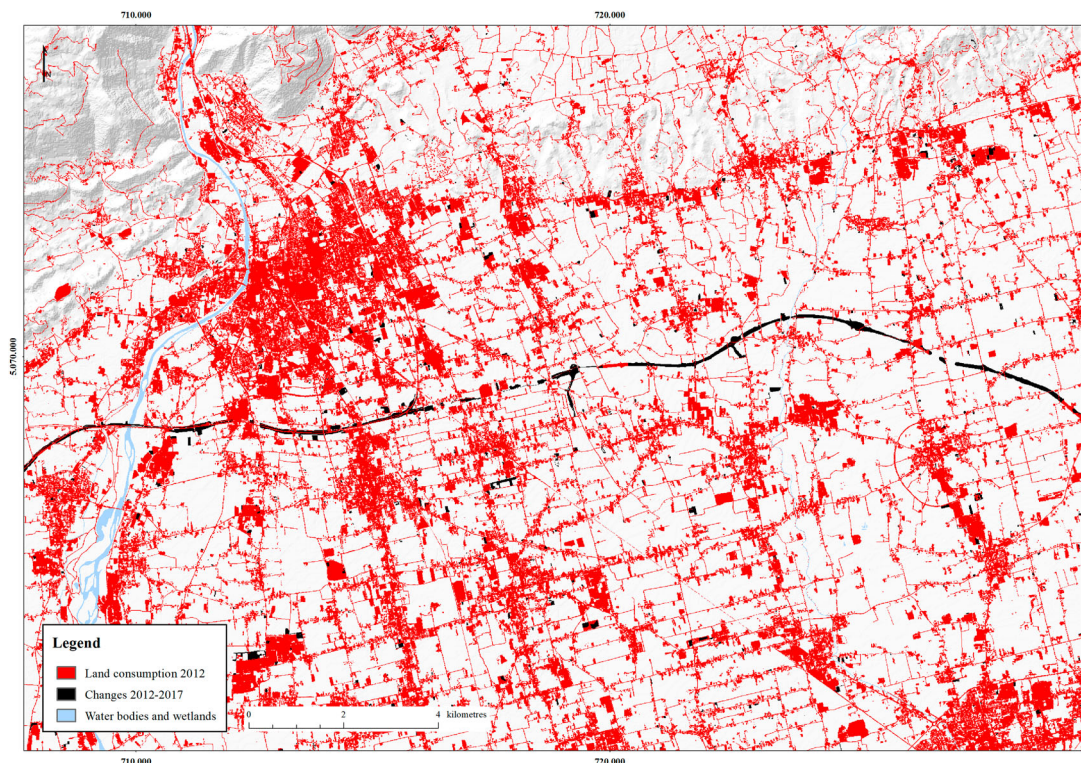 710.000 720.000
N
5.070.000
Legend
Land consumption 2012
Changes 2012-2017
Water bodies and wetlands
0 2 4 kilometres
710.000 720.000